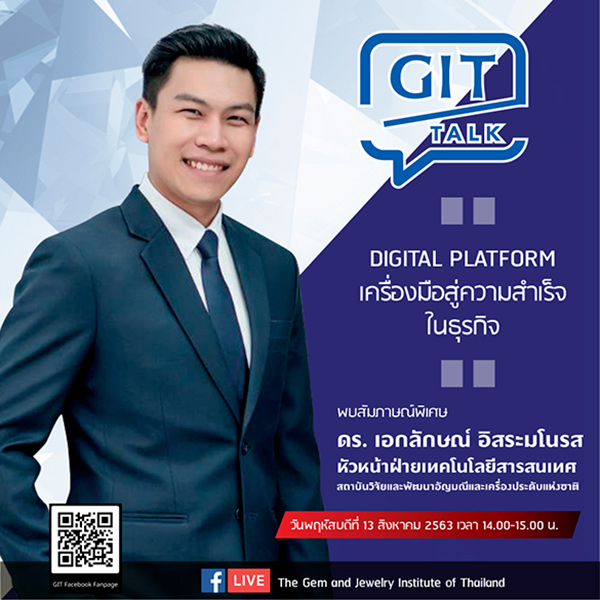 GIT
TALK
DIGITAL PLATFORM
เครื่องมือสู่ความสำเร็จ
ในธุรกิจ
พบสัมภาษณ์พิเศษ
ดร. เอกลักษณ์ อิสระมโนรส
หัวหน้าฝ่ายเทคโนโลยีสารสนเทศ
สถาบันวิจัยและพัฒนาอัญมณีและเครื่องประดับแห่งชาติ
วันพฤหัสบดีที่ 13 สิงหาคม 2563 เวลา 14.00-15.00 น.
GIT Facebook Fanpage
f LIVE The Gem and Jewelry Institute of Thailand